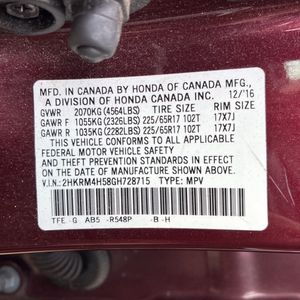 MFD. IN CANADA BY HONDA OF CANADA MFG.,
A DIVISION OF HONDA CANADA INC. 12/'16
GVWR 2070KG (4564LBS) TIRE SIZE RIM SIZE
GAWR F 1055KG (2326LBS) 225/65R17 102T 17X7J
GAWR R 1035KG (2282LBS) 225/65R17 102T 17X7J
THIS VEHICLE CONFORMS TO ALL APPLICABLE
FEDERAL MOTOR VEHICLE SAFETY AND
THEFT PREVENTION STANDARDS IN EFFECT ON
THE DATE OF MANUFACTURE SHOWN ABOVE.
V.I.N.: 2HKRM4H58GH728715 TYPE: MPV
TFE -G AB5 -R548P -B -H